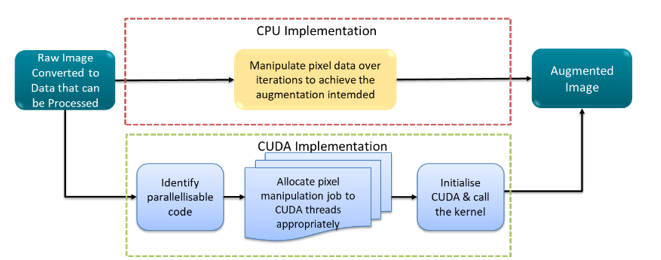 CPU Implementation
Raw Image
Converted to
Data that can
be Processed
Manipulate pixel data over
iterations to achieve the
augmentation intemded
Augmented
Image
CUDA Implementation
Identify
parallellisable
code
Allocate pixel
manipulation job to
CUDA threads
appropriately
Initialise
CUDA & call
the kernel